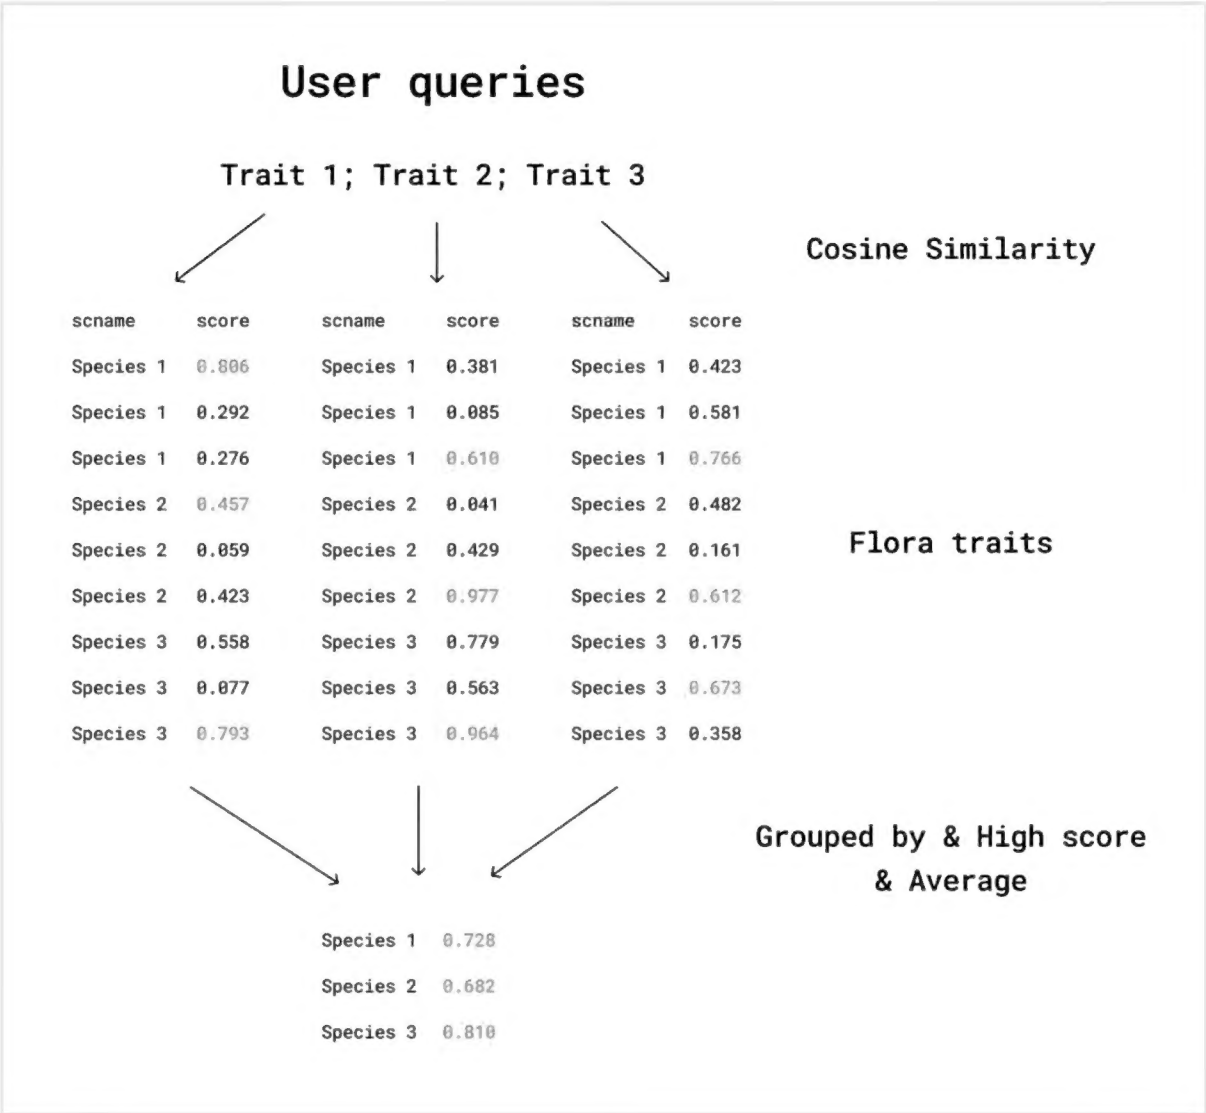 User queries
Trait 1; Trait 2; Trait 3
Cosine Similarity
scname score scname score scname score
Species 1 0.806 Species 1 0.381 Species 1 0.423
Species 1 0.292 Species 1 0.085 Species 1 0.581
Species 1 0.276 Species 1 0.610 Species 1 0.766
Species 2 0.457 Species 2 0.041 Species 2 0.482
Flora traits
Species 2 0.059 Species 2 0.429 Species 2 0.161
Species 2 0.423 Species 2 0.977 Species 2 0.612
Species 3 0.558 Species 3 0.779 Species 3 0.175
Species 3 0.077 Species 3 0.563 Species 3 0.673
Species 3 0.793 Species 3 0.964 Species 3 0.358
Grouped by & High score
& Average
Species 1 0.728
Species 2 0.682
Species 3 0.810